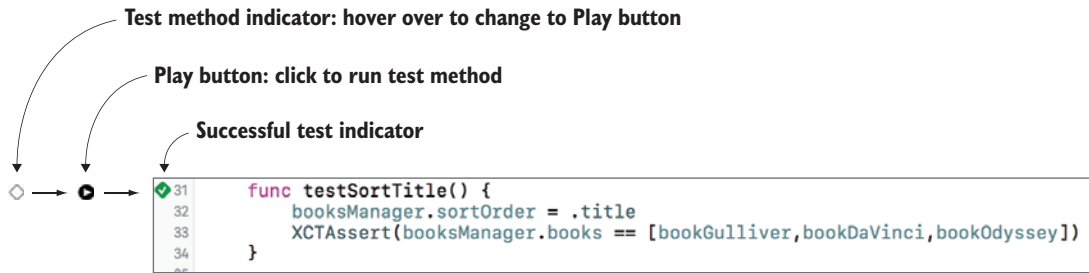 Test method indicator: hover over to change to Play button
Play button: click to run test method
Successful test indicator
31 func testSortTitle() {
32 booksManager.sortOrder = .title
33 XCTAssert(booksManager.books == [bookGulliver,bookDaVinci,bookOdyssey])
34 }